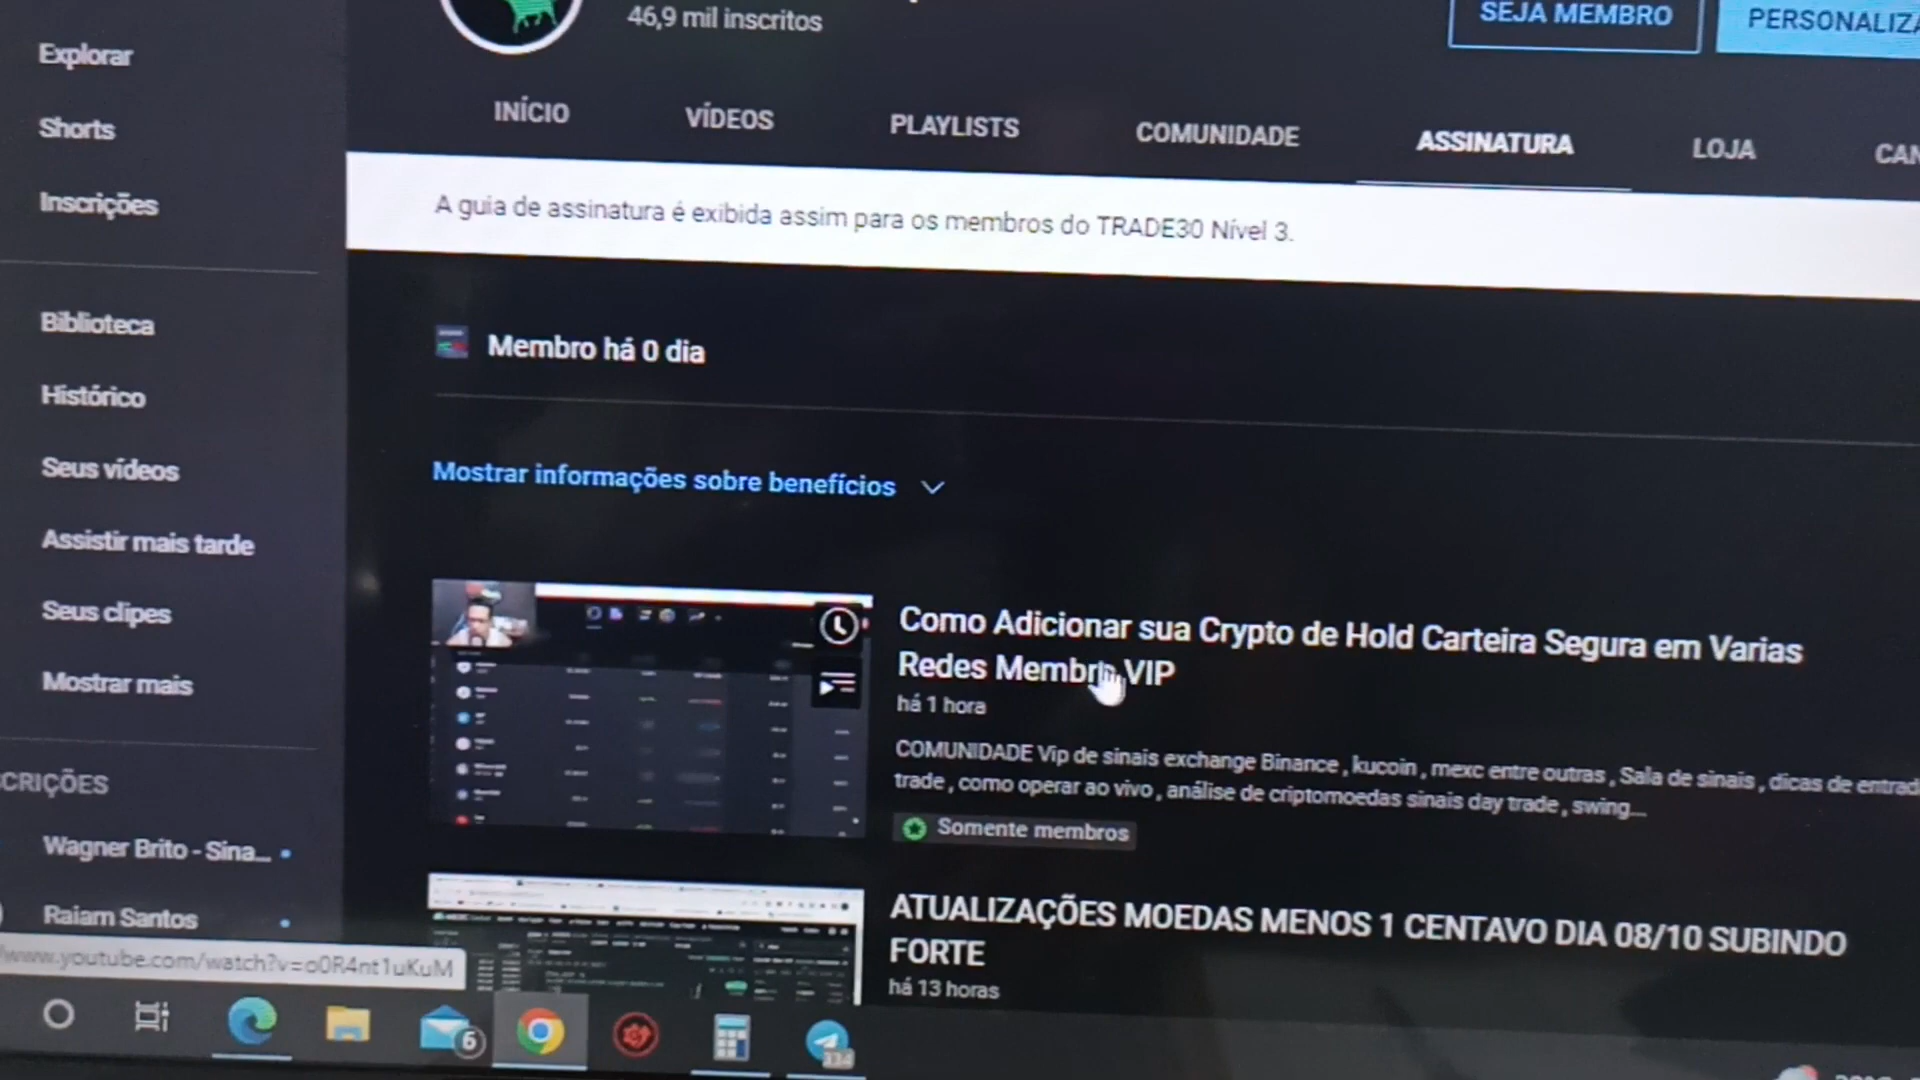 46,9 mil inscritos
SEJA MEMBRO
PERSONALIZA
Explorar
Shorts
Inscrições
Biblioteca
Histórico
Seus vídeos
Assistir mais tarde
Seus clipes
Mostrar mais
CRIÇÕES
Wagner Brito - Sina...
Raiam Santos
INÍCIO
VÍDEOS
PLAYLISTS
COMUNIDADE
ASSINATURA
LOJA
CAN
A guia de assinatura é exibida assim para os membros do TRADE30 Nível 3.
Membro há 0 dia
Mostrar informações sobre benefícios
Como Adicionar sua Crypto de Hold Carteira Segura em Varias
Redes Membro VIP
há 1 hora
COMUNIDADE Vip de sinais exchange Binance , kucoin , mexc entre outras , Sala de sinais , dicas de entrad
trade , como operar ao vivo , análise de criptomoedas sinais day trade , swing...
Somente membros
ATUALIZAÇÕES MOEDAS MENOS 1 CENTAVO DIA 08/10 SUBINDO
FORTE
há 13 horas
/www.youtube.com/watch?v=o0R4nt1uKuM
6
334